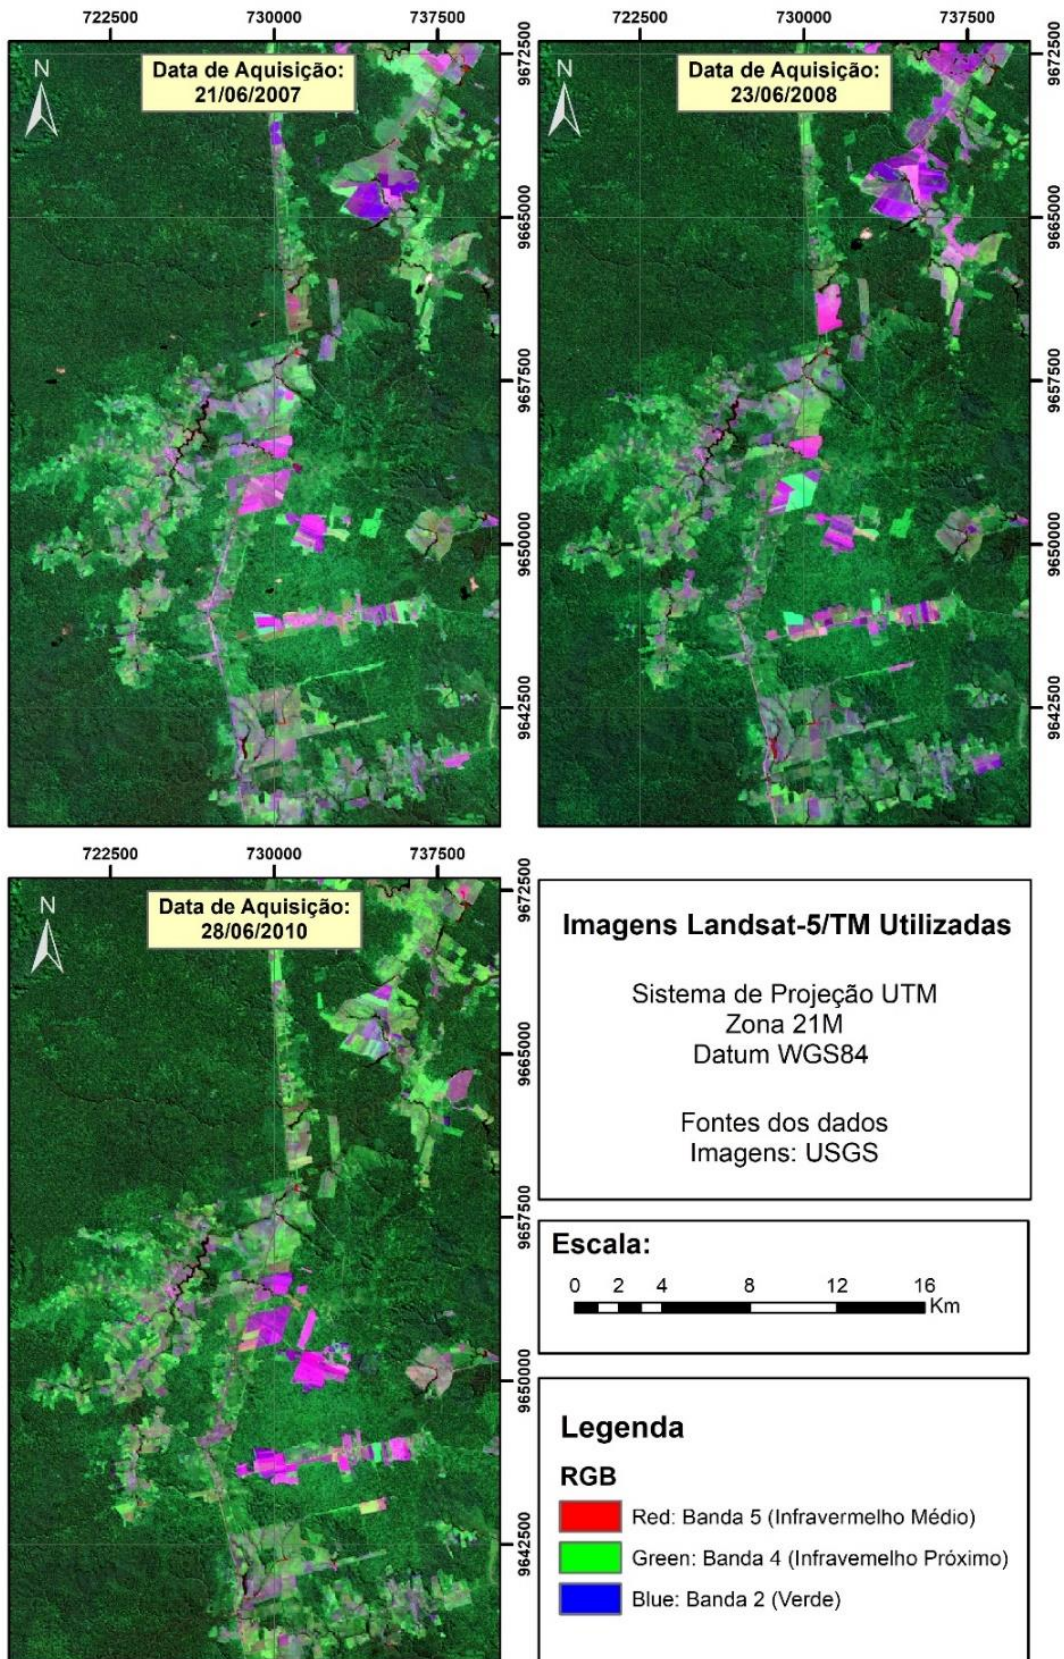 722500 730000 737500
722500 730000 737500
N
Data de Aquisição:
21/06/2007
9672500
9665000
9657500
9650000
9642500
N
Data de Aquisição:
23/06/2008
9672500
9665000
9657500
9650000
9642500
722500 730000 737500
N
Data de Aquisição:
28/06/2010
9672500
9665000
9657500
9650000
9642500
Imagens Landsat-5/TM Utilizadas
Sistema de Projeção UTM
Zona 21M
Datum WGS84
Fontes dos dados
Imagens: USGS
Escala:
0 2 4 8 12 16
Km
Legenda
RGB
Red: Banda 5 (Infravermelho Médio)
Green: Banda 4 (Infravemelho Próximo)
Blue: Banda 2 (Verde)